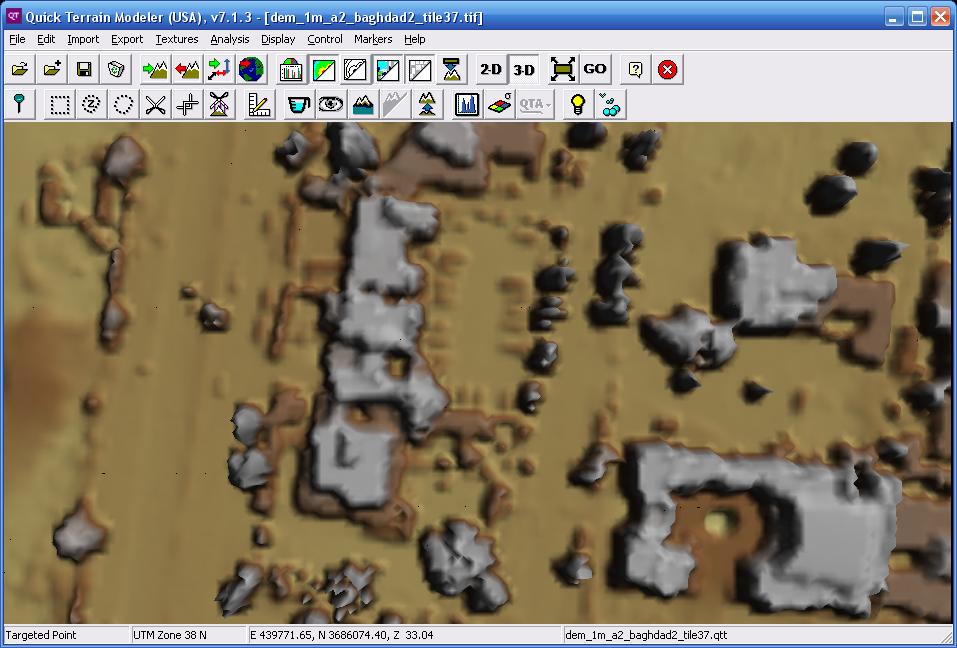 QT Quick Terrain Modeler (USA), v7.1.3 - [dem_1m_a2_baghdad2_tile37.tif]
File Edit Import Export Textures Analysis Display Control Markers Help
2-D 3-D GO
QTA
Targeted Point UTM Zone 38 N E 439771.65, N 3686074.40, Z 33.04 dem_1m_a2_baghdad2_tile37.qtt